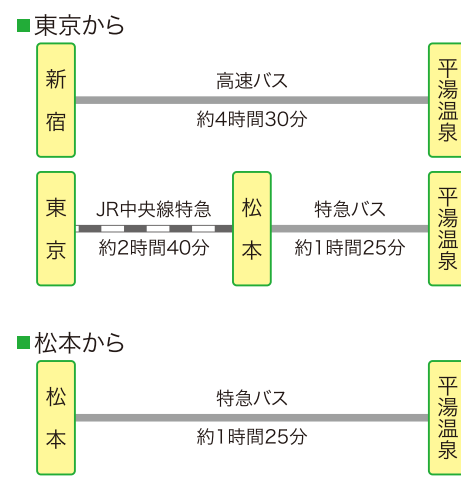 ■東京から
新宿
高速バス
約4時間30分
平湯温泉
東京
JR中央線特急
約2時間40分
松本
特急バス
約1時間25分
平湯温泉
■松本から
松本
特急バス
約1時間25分
平湯温泉